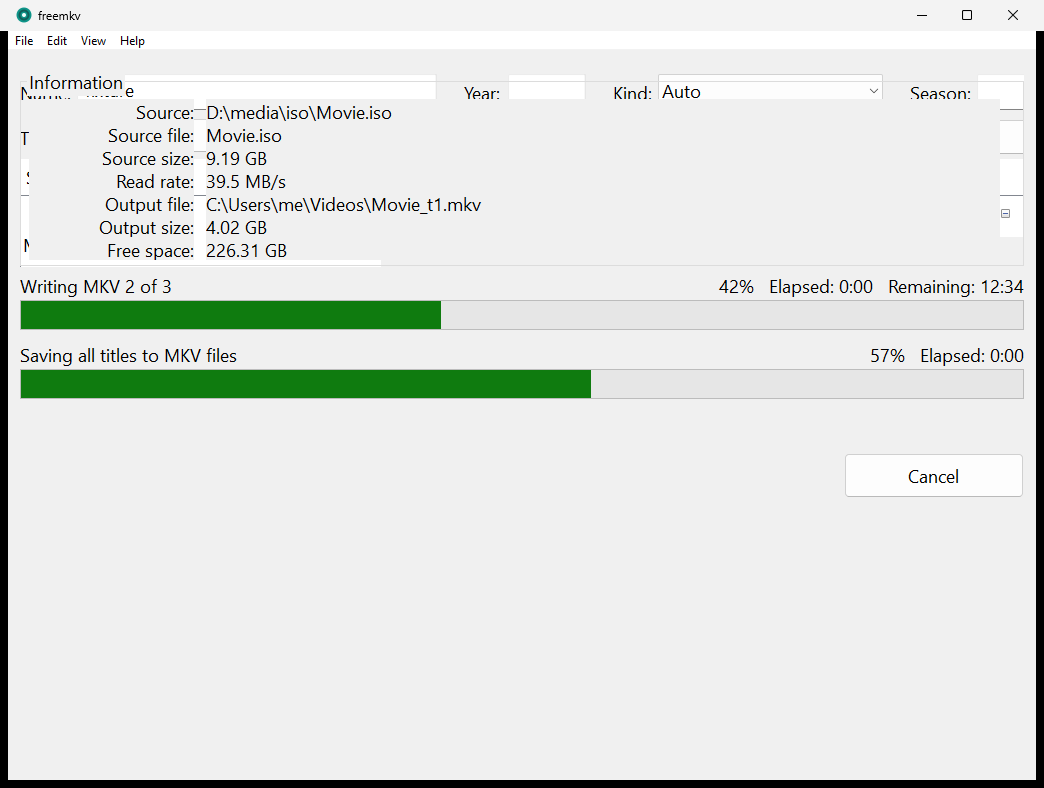 freemkv
File Edit View Help
Information
Year: Kind: Auto Season:
Source: D:\media\iso\Movie.iso
Source file: Movie.iso
Source size: 9.19 GB
Read rate: 39.5 MB/s
Output file: C:\Users\me\Videos\Movie_t1.mkv
Output size: 4.02 GB
Free space: 226.31 GB
Writing MKV 2 of 3 42% Elapsed: 0:00 Remaining: 12:34
Saving all titles to MKV files 57% Elapsed: 0:00
Cancel